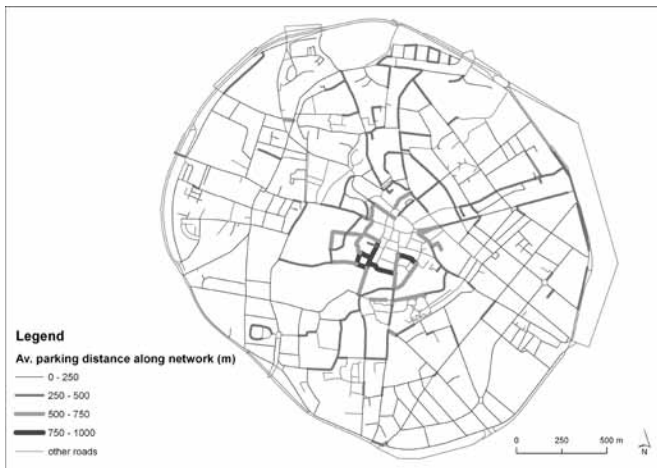 Legend
Av. parking distance along network (m)
0 - 250
250 - 500
500 - 750
750 - 1000
other roads
0 250 500 m
N